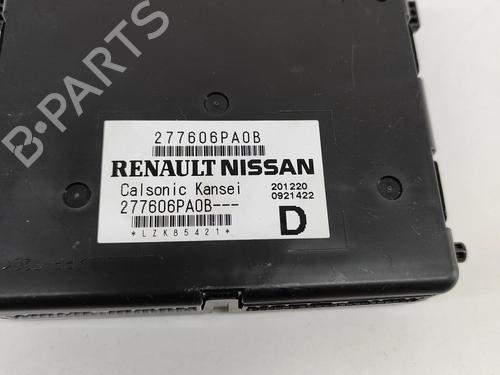 B-PARTS
277606PA0B
RENAULT NISSAN
Calsonic Kansei 201220
277606PA0B--- 0921422
D
*LZK85421*